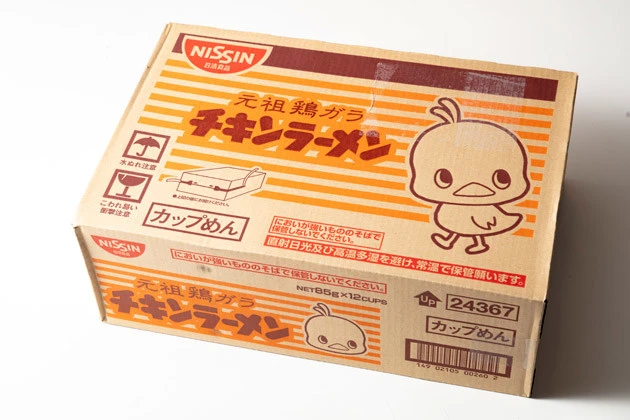 NISSIN
日清食品
元祖鶏ガラ
チキンラーメン
水ぬれ注意
こわれ易い
衝撃注意
カップめん
においが強いもののそばで
保管しないでください。
直射日光及び高温多湿を避け、常温で保管願います。
NISSIN
においが強いもののそばで保管しないでください。
元祖鶏ガラ
チキンラーメン
NET85g×12CUPS
UP
24367
カップめん